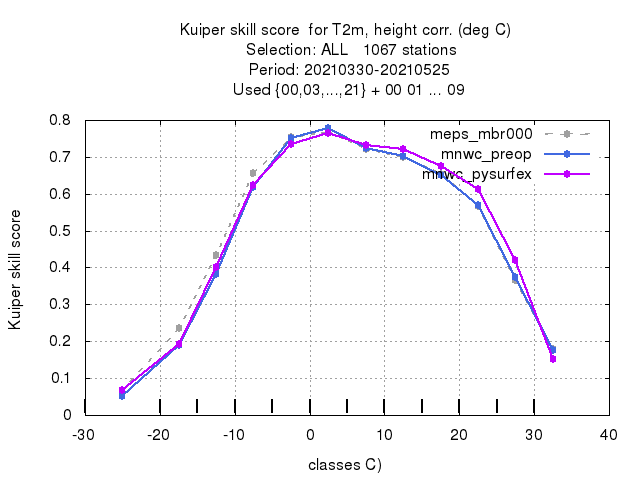 Kuiper skill score  for T2m, height corr. (deg C)
Selection: ALL   1067 stations
Period: 20210330-20210525
Used {00,03,...,21} + 00 01 ... 09
meps_mbr000
mnwc_preop
mnwc_pysurfex
Kuiper skill score
0.8
0.7
0.6
0.5
0.4
0.3
0.2
0.1
0
-30
-20
-10
0
10
20
30
40
classes C)